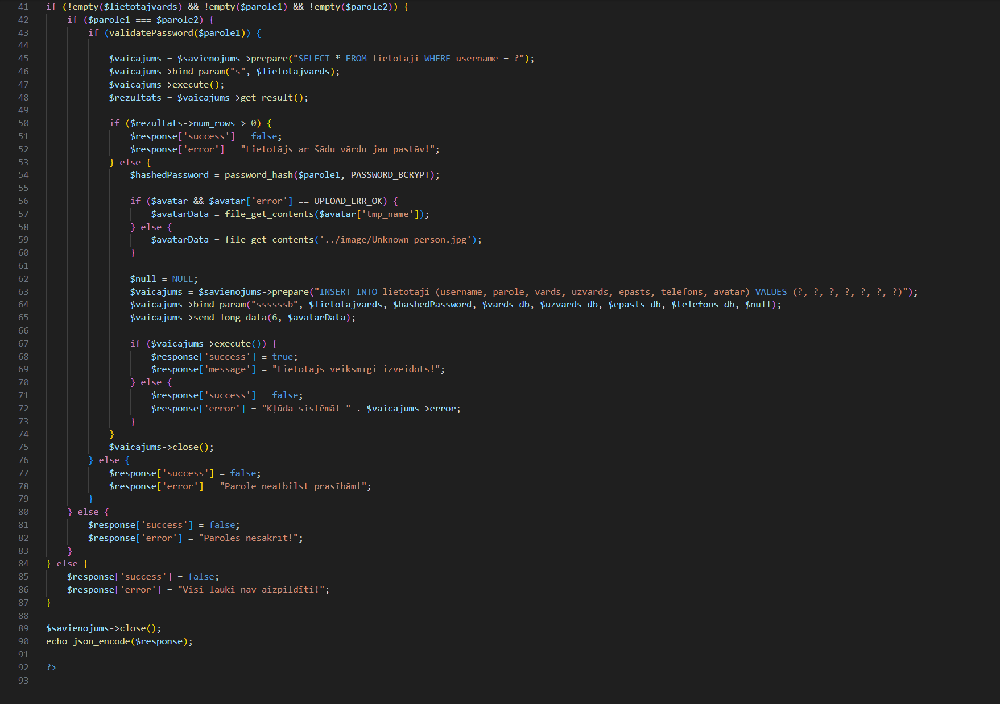 41 if (!empty($lietotajvards) && !empty($parole1) && !empty($parole2)) {
42     if ($parole1 === $parole2) {
43         if (validatePassword($parole1)) {
44
45             $vaicajums = $savienojums->prepare("SELECT * FROM lietotaji WHERE username = ?");
46             $vaicajums->bind_param("s", $lietotajvards);
47             $vaicajums->execute();
48             $rezultats = $vaicajums->get_result();
49
50             if ($rezultats->num_rows > 0) {
51                 $response['success'] = false;
52                 $response['error'] = "Lietotājs ar šādu vārdu jau pastāv!";
53             } else {
54                 $hashedPassword = password_hash($parole1, PASSWORD_BCRYPT);
55
56                 if ($avatar && $avatar['error'] == UPLOAD_ERR_OK) {
57                     $avatarData = file_get_contents($avatar['tmp_name']);
58                 } else {
59                     $avatarData = file_get_contents('../image/Unknown_person.jpg');
60                 }
61
62                 $null = NULL;
63                 $vaicajums = $savienojums->prepare("INSERT INTO lietotaji (username, parole, vards, uzvards, epasts, telefons, avatar) VALUES (?, ?, ?, ?, ?, ?, ?)");
64                 $vaicajums->bind_param("ssssssb", $lietotajvards, $hashedPassword, $vards_db, $uzvards_db, $epasts_db, $telefons_db, $null);
65                 $vaicajums->send_long_data(6, $avatarData);
66
67                 if ($vaicajums->execute()) {
68                     $response['success'] = true;
69                     $response['message'] = "Lietotājs veiksmīgi izveidots!";
70                 } else {
71                     $response['success'] = false;
72                     $response['error'] = "Kļūda sistēmā! " . $vaicajums->error;
73                 }
74             }
75             $vaicajums->close();
76         } else {
77             $response['success'] = false;
78             $response['error'] = "Parole neatbilst prasībām!";
79         }
80     } else {
81         $response['success'] = false;
82         $response['error'] = "Paroles nesakrīt!";
83     }
84 } else {
85     $response['success'] = false;
86     $response['error'] = "Visi lauki nav aizpildīti!";
87 }
88
89 $savienojums->close();
90 echo json_encode($response);
91
92 ?>
93